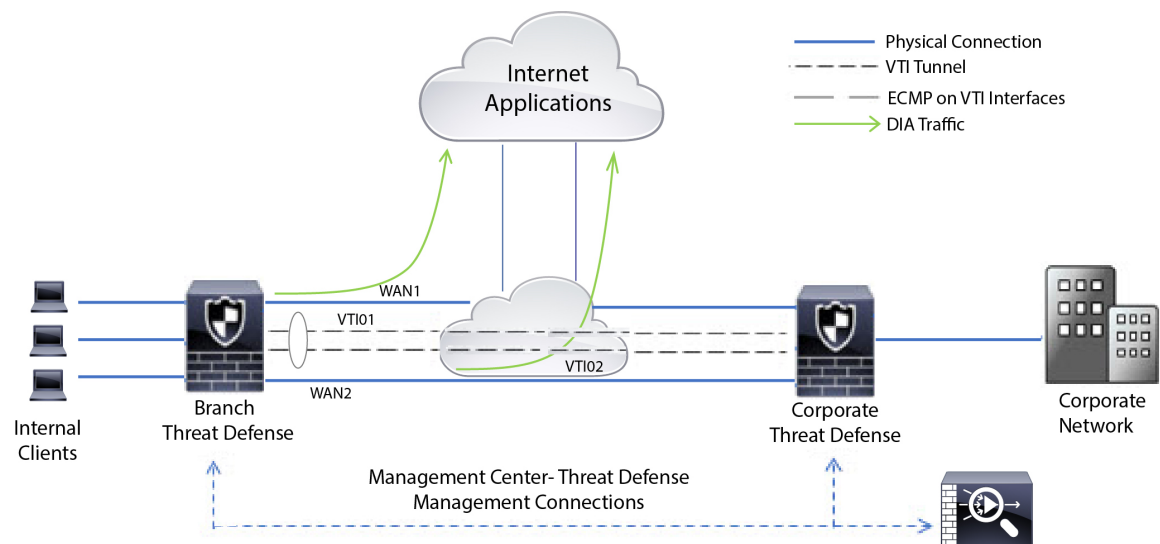 Internet
Applications
Physical Connection
VTI Tunnel
ECMP on VTI Interfaces
DIA Traffic
WAN1
VTI01
VTI02
WAN2
Internal
Clients
Branch
Threat Defense
Corporate
Threat Defense
Corporate
Network
Management Center- Threat Defense
Management Connections